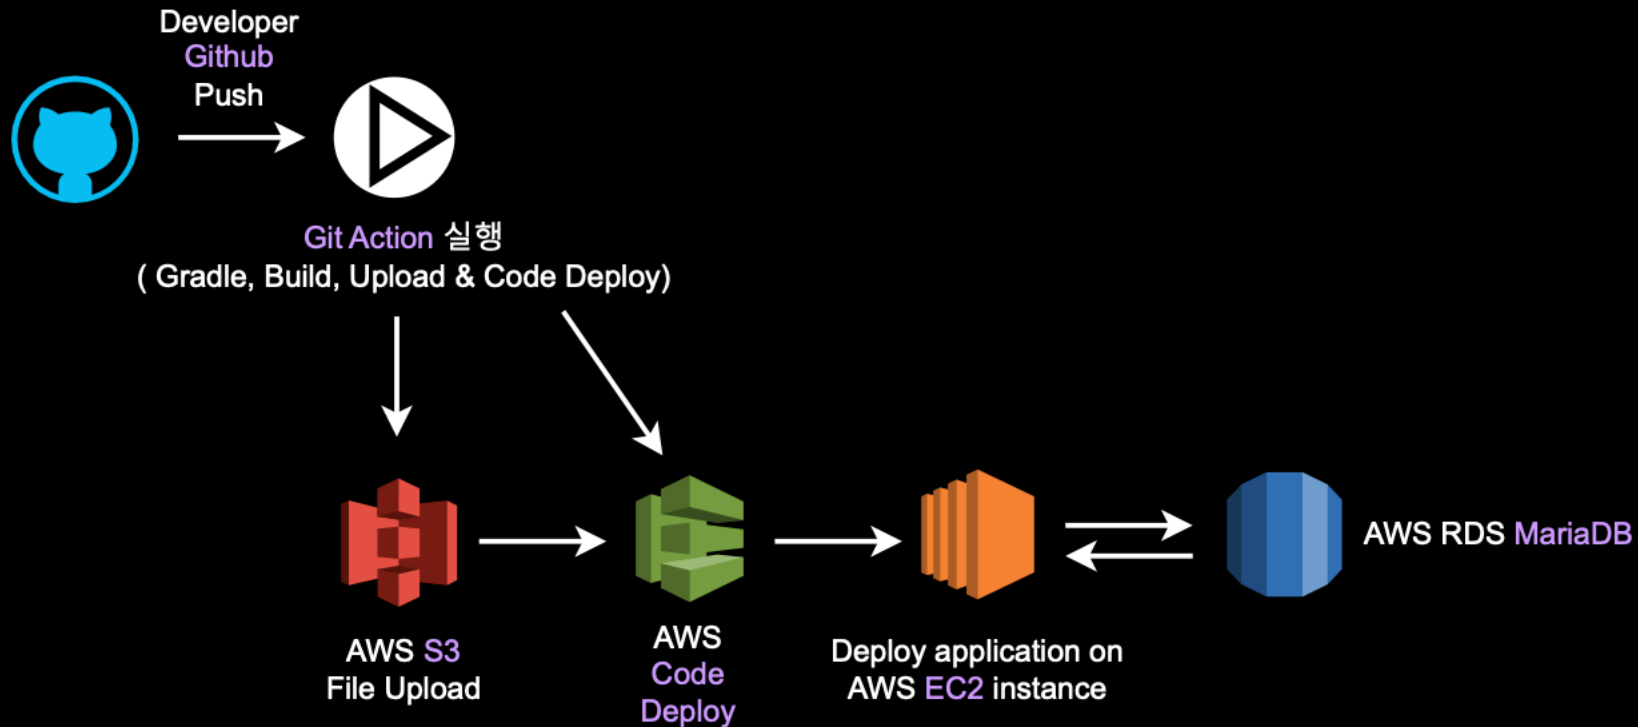 Developer
Github
Push
Git Action 실행
( Gradle, Build, Upload & Code Deploy)
AWS S3
File Upload
AWS
Code
Deploy
Deploy application on
AWS EC2 instance
AWS RDS MariaDB